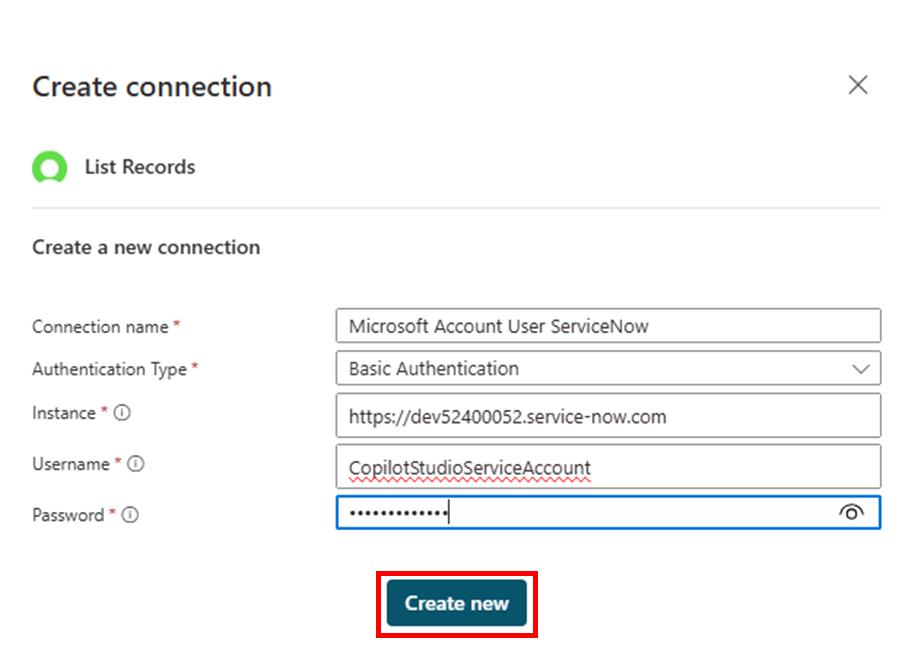 Create connection
List Records
Create a new connection
Connection name *
Microsoft Account User ServiceNow
Authentication Type *
Basic Authentication
Instance *
https://dev52400052.service-now.com
Username *
CopilotStudioServiceAccount
Password *
•••••••••••••
Create new